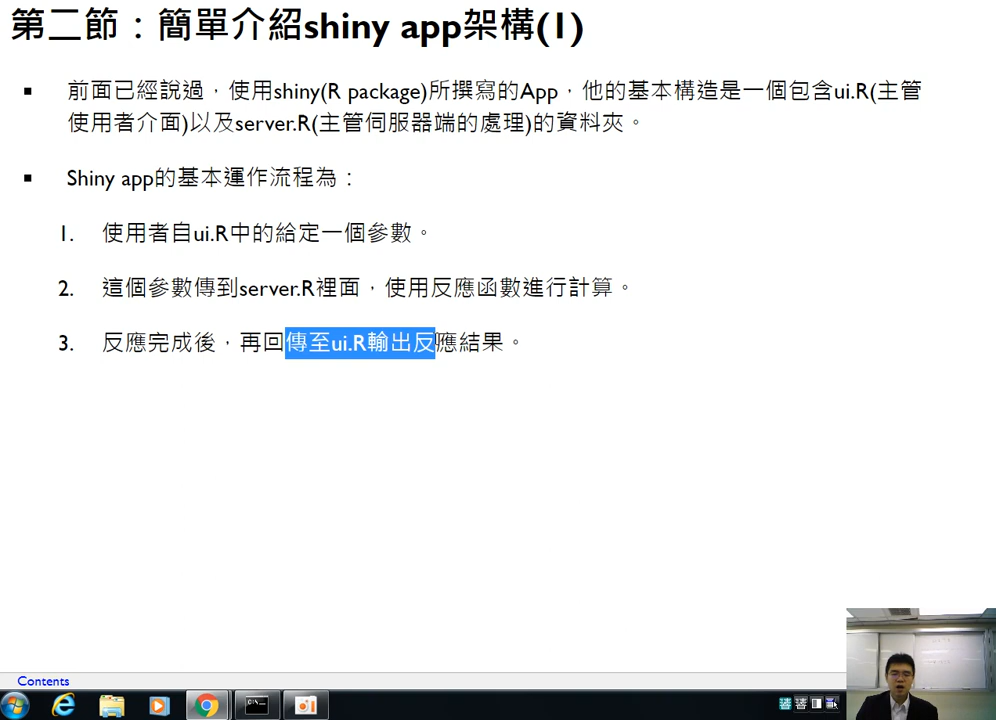 第二節：簡單介紹shiny app架構(1)
▪ 前面已經說過，使用shiny(R package)所撰寫的App，他的基本構造是一個包含ui.R(主管
使用者介面)以及server.R(主管伺服器端的處理)的資料夾。
▪ Shiny app的基本運作流程為：
1. 使用者自ui.R中的給定一個參數。
2. 這個參數傳到server.R裡面，使用反應函數進行計算。
3. 反應完成後，再回傳至ui.R輸出反應結果。
Contents